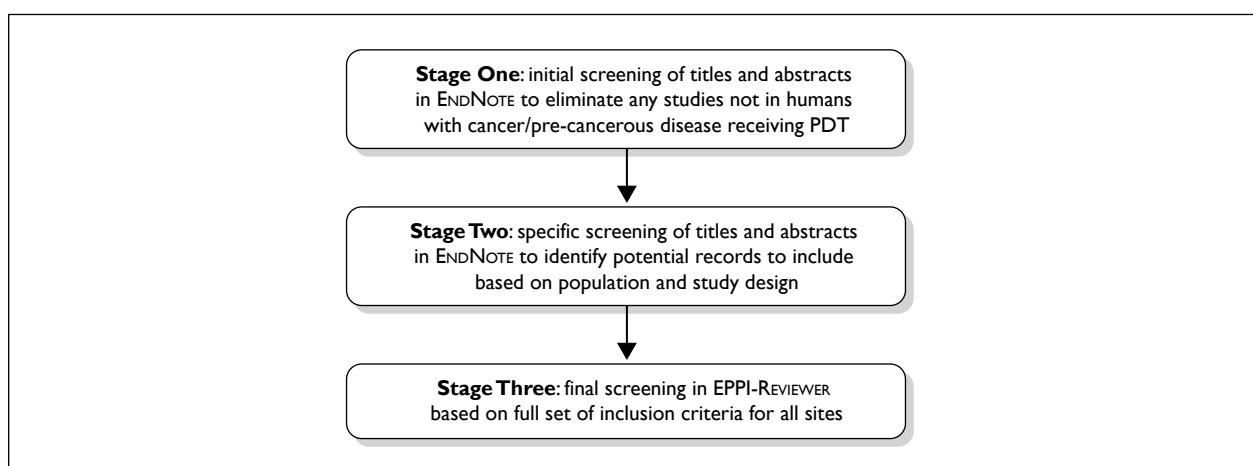 Stage One: initial screening of titles and abstracts
in ENDNOTE to eliminate any studies not in humans
with cancer/pre-cancerous disease receiving PDT
Stage Two: specific screening of titles and abstracts
in ENDNOTE to identify potential records to include
based on population and study design
Stage Three: final screening in EPPI-REVIEWER
based on full set of inclusion criteria for all sites